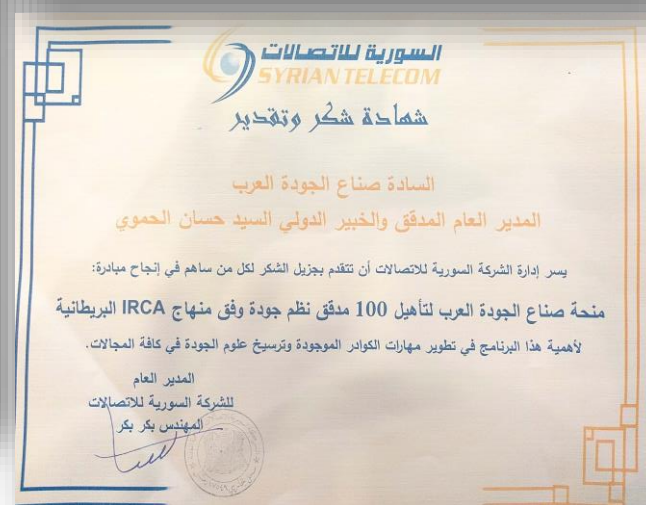 السورية للاتصالات
SYRIAN TELECOM
شهادة شكر وتقدير
السادة صناع الجودة العرب
المدير العام المدقق والخبير الدولي السيد حسان الحموي
يسر إدارة الشركة السورية للاتصالات أن تتقدم بجزيل الشكر لكل من ساهم في إنجاح مبادرة:
منحة صناع الجودة العرب لتأهيل 100 مدقق نظم جودة وفق منهاج IRCA البريطانية
لأهمية هذا البرنامج في تطوير مهارات الكوادر الموجودة وترسيخ علوم الجودة في كافة المجالات.
المدير العام
للشركة السورية للاتصالات
المهندس بكر بكر